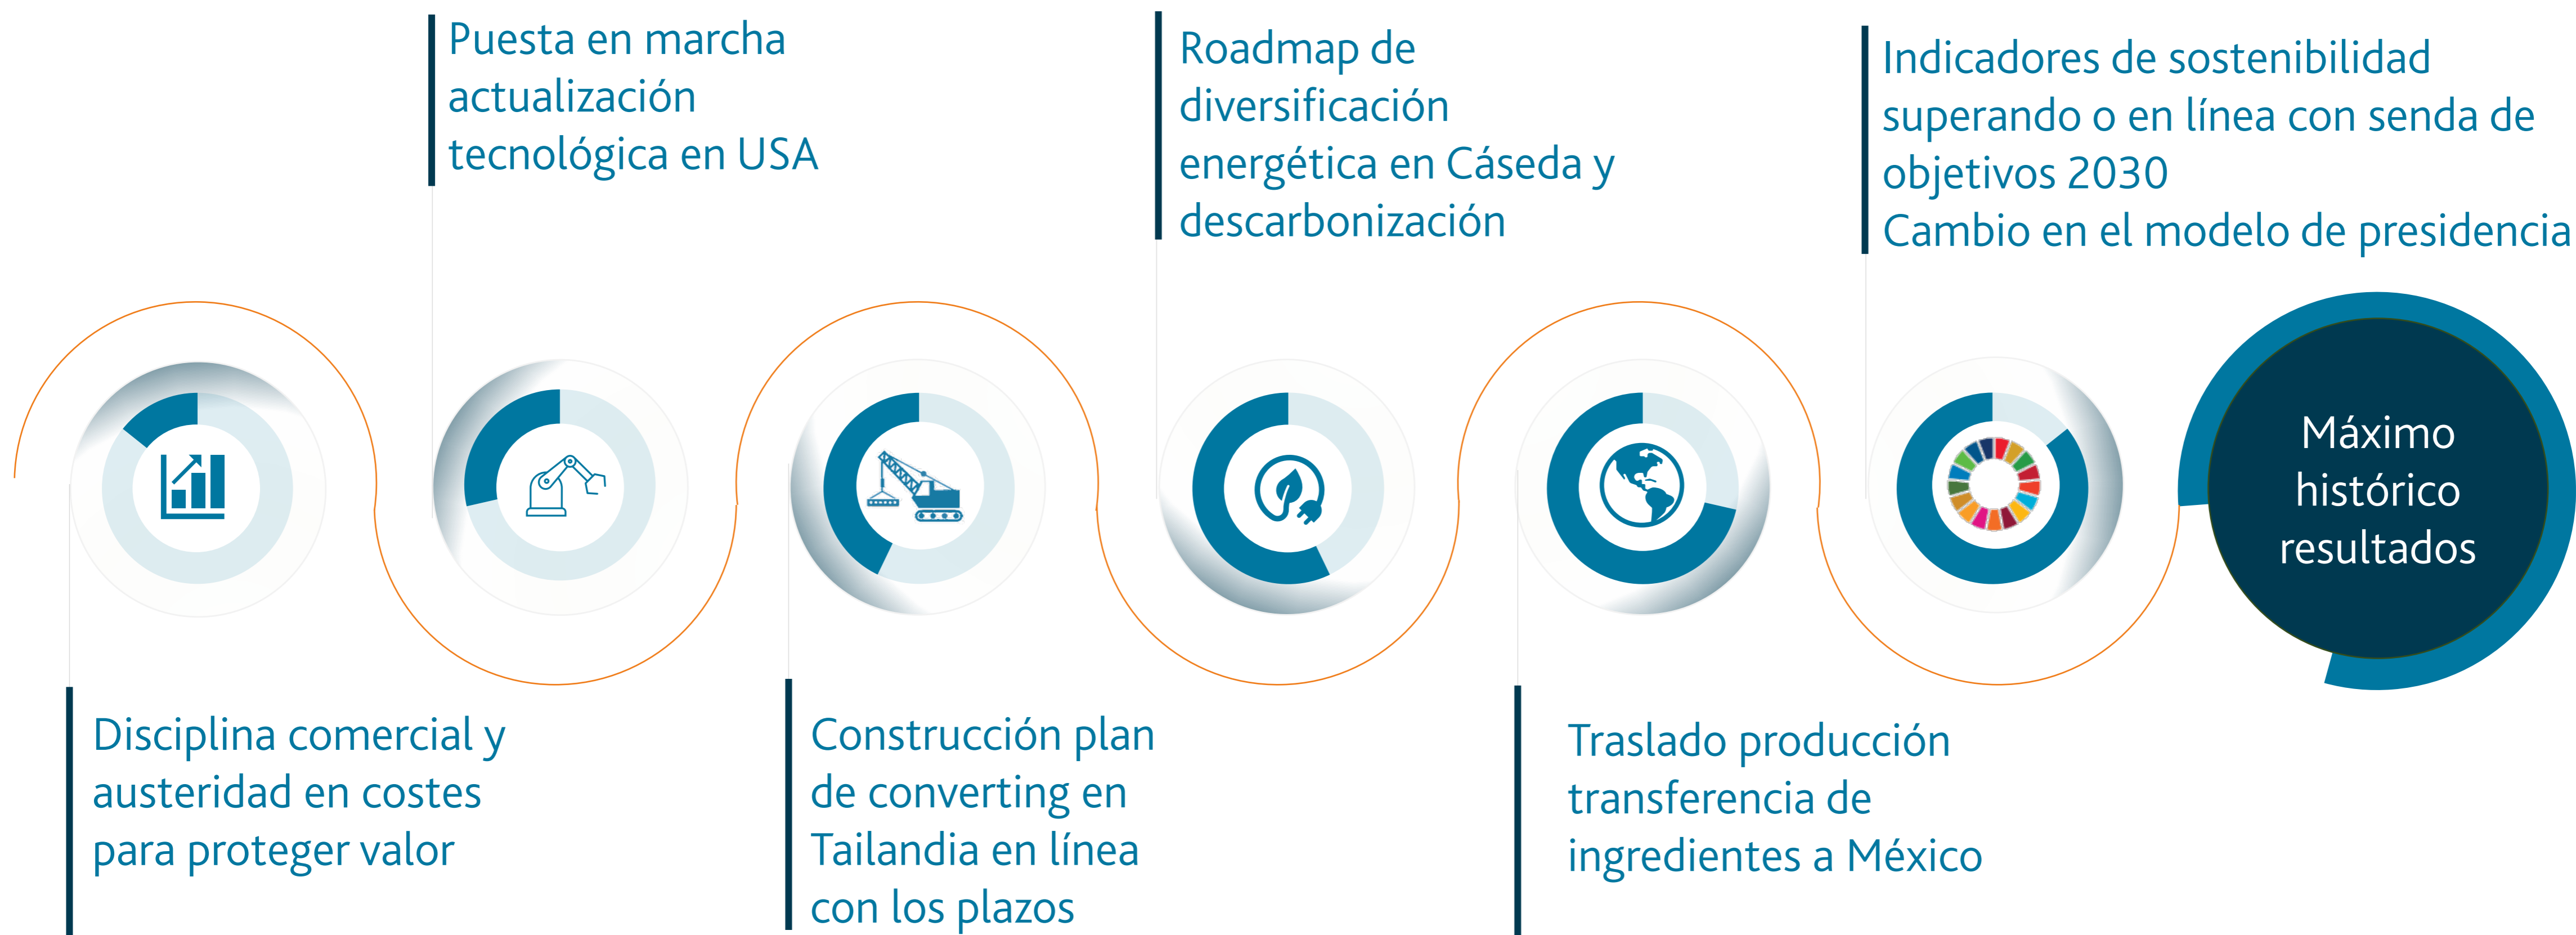 Puesta en marcha
actualización
tecnológica en USA
Roadmap de
diversificación
energética en Cáseda y
descarbonización
Indicadores de sostenibilidad
superando o en línea con senda de
objetivos 2030
Cambio en el modelo de presidencia
Máximo
histórico
resultados
Disciplina comercial y
austeridad en costes
para proteger valor
Construcción plan
de converting en
Tailandia en línea
con los plazos
Traslado producción
transferencia de
ingredientes a México